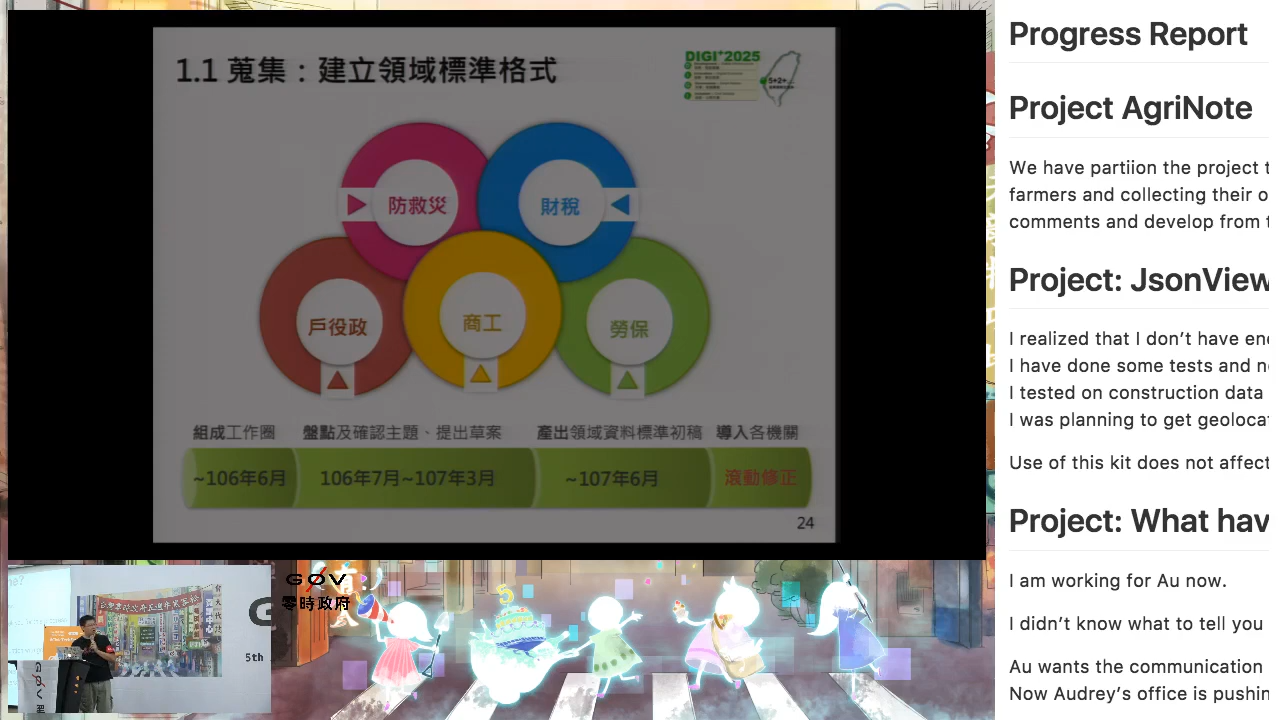 1.1 蒐集：建立領域標準格式
DIGI+2025
5+2+...
防救災
財稅
戶役政
商工
勞保
組成工作圈
盤點及確認主題、提出草案
產出領域資料標準初稿
導入各機關
~106年6月
106年7月~107年3月
~107年6月
滾動修正
24
Progress Report
Project AgriNote
We have partiion the project t
farmers and collecting their o
comments and develop from t
Project: JsonView
I realized that I don't have en
I have done some tests and n
I tested on construction data
I was planning to get geoloca
Use of this kit does not affect
Project: What hav
I am working for Au now.
I didn't know what to tell you
Au wants the communication
Now Audrey's office is pushin
G0V
零時政府
5th
5